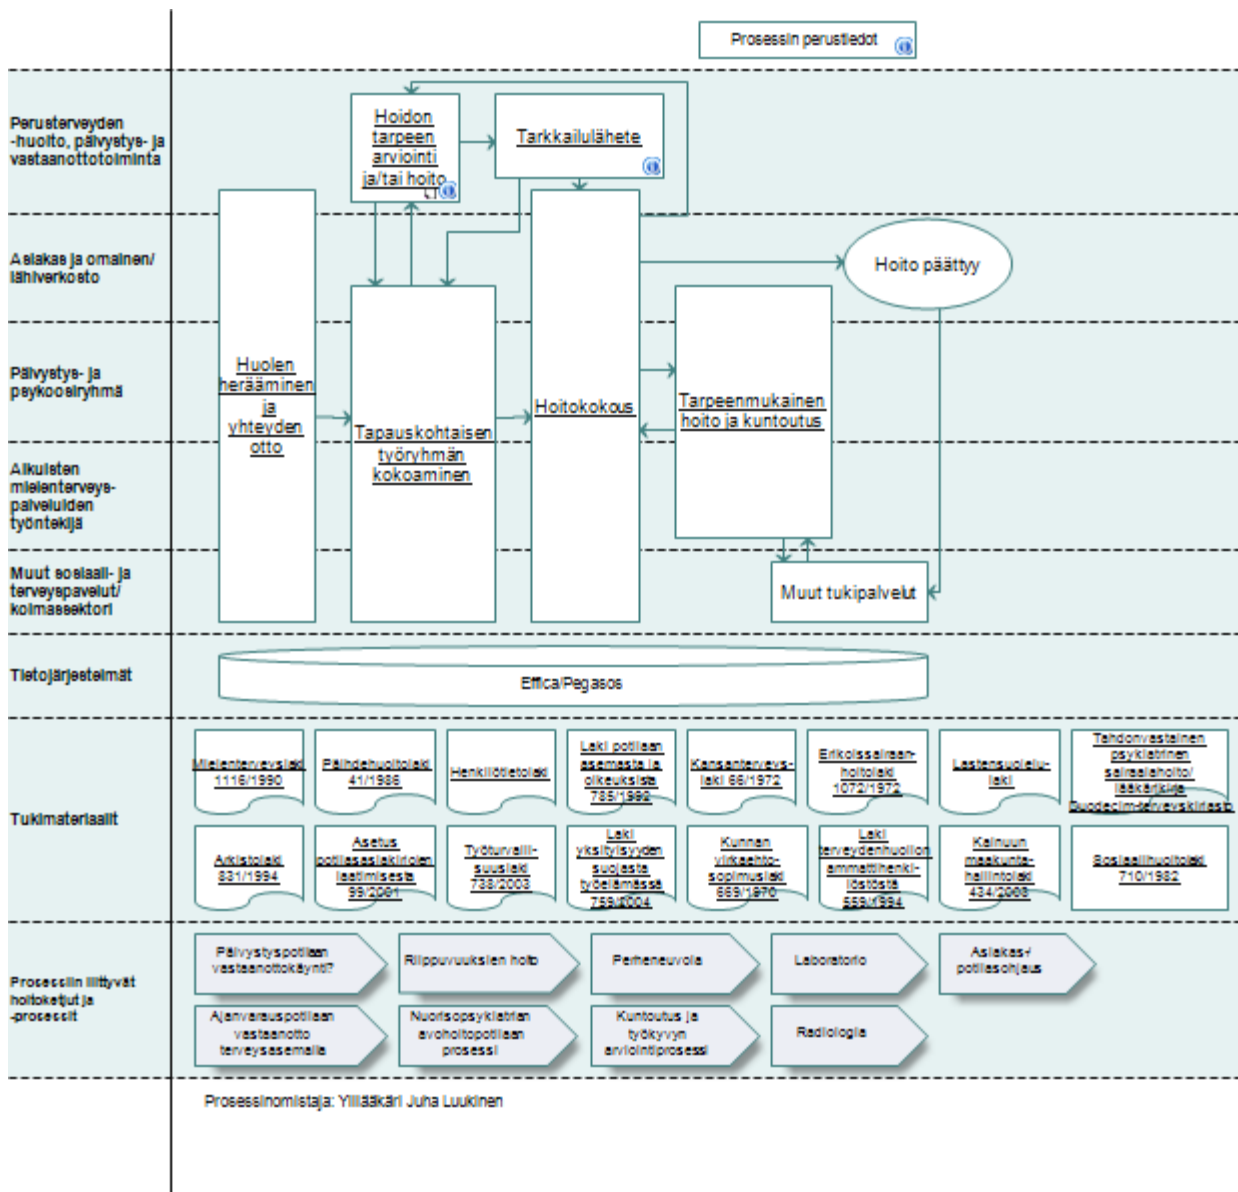 Prosessin perustiedot
Perusterveyden
-huolto, päivystys- ja
vastaanottotoiminta
Hoidon
tarpeen
arviointi
ja/tai hoito
Tarkkailulähete
Asiakas ja omainen/
lähiverkosto
Hoito päättyy
Päivystys- ja
psykoosiryhmä
Huolen
herääminen
ja
yhteyden
otto
Tapauskohtaisen
työryhmän
kokoaminen
Hoitokokous
Tarpeenmukainen
hoito ja kuntoutus
Aikuisten
mielenterveys-
palveluiden
työntekijä
Muut sosiaali- ja
terveyspavelut/
kolmassektori
Muut tukipalvelut
Tietojärjestelmät
Effica/Pegasos
Tukimateriaalit
Mielenterveyslaki
1116/1990
Päihdehuoltolaki
41/1986
Henkilötietolaki
Laki potilaan
asemasta ja
oikeuksista
785/1992
Kansanterveys-
laki 66/1972
Erikoissairaan-
hoitolaki
1072/1972
Lastensuojelu-
laki
Tahdonvastainen
psykiatrinen
sairaalahoito/
lääkärikirja
Duodecim-terveyskirjasto
Arkistolaki
831/1994
Asetus
potilasasiakirjojen
laatimisesta
99/2001
Työturvalli-
suuslaki
738/2003
Laki
yksityisyyden
suojasta
työelämässä
759/2004
Kunnan
virkaehto-
sopimuslaki
669/1970
Laki
terveydenhuollon
ammattihenki-
löstöstä
559/1994
Kainuun
maakunta-
hallintolaki
434/2003
Sosiaalihuoltolaki
710/1982
Prosessiin liittyvät
hoitoketjut ja
-prosessit
Päivystyspotilaan
vastaanottokäynti?
Riippuvuuksien hoito
Perheneuvola
Laboratorio
Asiakas-/
potilasohjaus
Ajanvarauspotilaan
vastaanotto
terveysasemalla
Nuorisopsykiatrian
avohoitopotilaan
prosessi
Kuntoutus ja
työkyvyn
arviointiprosessi
Radiologia
Prosessinomistaja: Ylilääkäri Juha Luukinen